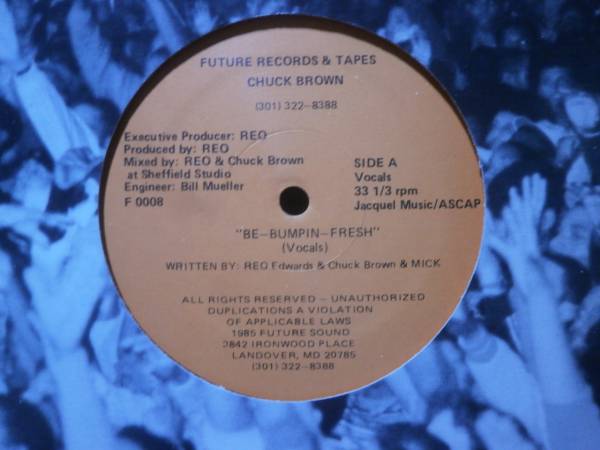 FUTURE RECORDS & TAPES
CHUCK BROWN
(301) 322-8388
Executive Producer: REO
Produced by: REO
Mixed by: REO & Chuck Brown
at Sheffield Studio
Engineer: Bill Mueller
F 0008
SIDE A
Vocals
33 1/3 rpm
Jacquel Music/ASCAP
"BE-BUMPIN-FRESH"
(Vocals)
WRITTEN BY: REO Edwards & Chuck Brown & MICK
ALL RIGHTS RESERVED - UNAUTHORIZED
DUPLICATIONS A VIOLATION
OF APPLICABLE LAWS
1985 FUTURE SOUND
3842 IRONWOOD PLACE
LANDOVER, MD 20785
(301) 322-8388